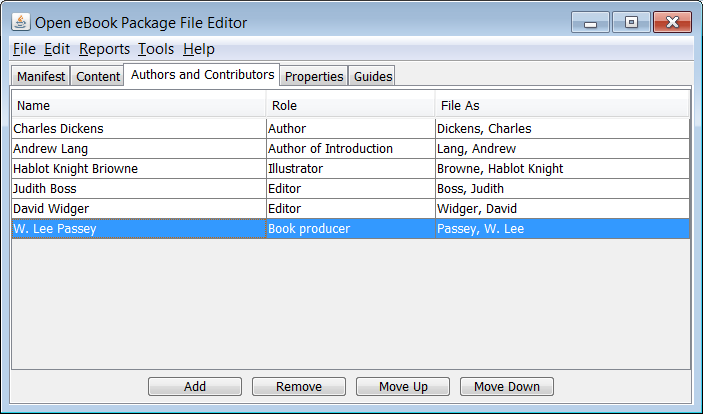 Open eBook Package File Editor
File Edit Reports Tools Help
Manifest Content Authors and Contributors Properties Guides
Name Role File As
Charles Dickens Author Dickens, Charles
Andrew Lang Author of Introduction Lang, Andrew
Hablot Knight Briowne Illustrator Browne, Hablot Knight
Judith Boss Editor Boss, Judith
David Widger Editor Widger, David
W. Lee Passey Book producer Passey, W. Lee
Add Remove Move Up Move Down